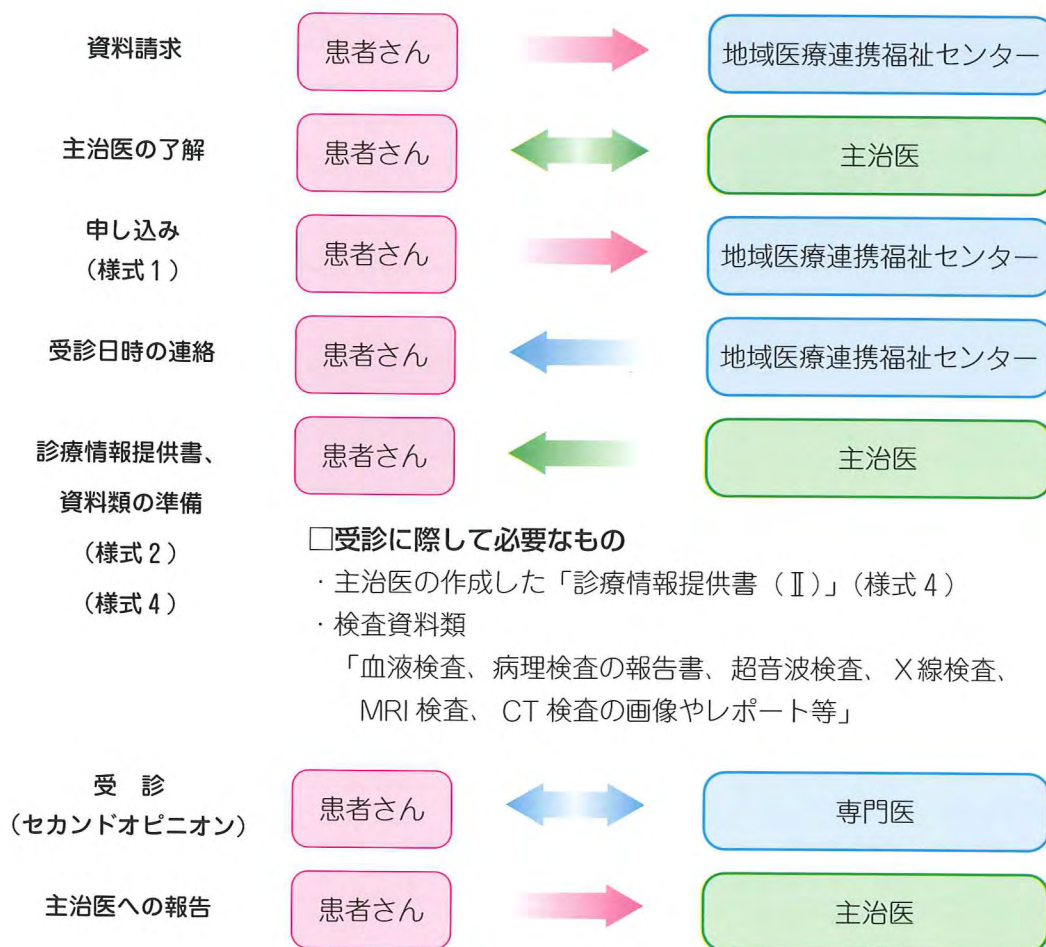 資料請求 患者さん 地域医療連携福祉センター
主治医の了解 患者さん 主治医
申し込み
（様式1） 患者さん 地域医療連携福祉センター
受診日時の連絡 患者さん 地域医療連携福祉センター
診療情報提供書、 患者さん 主治医
資料類の準備
（様式2）
（様式4）
□受診に際して必要なもの
・主治医の作成した「診療情報提供書（Ⅱ）」（様式4）
・検査資料類
「血液検査、病理検査の報告書、超音波検査、X線検査、
MRI検査、CT検査の画像やレポート等」
受　診
（セカンドオピニオン） 患者さん 専門医
主治医への報告 患者さん 主治医